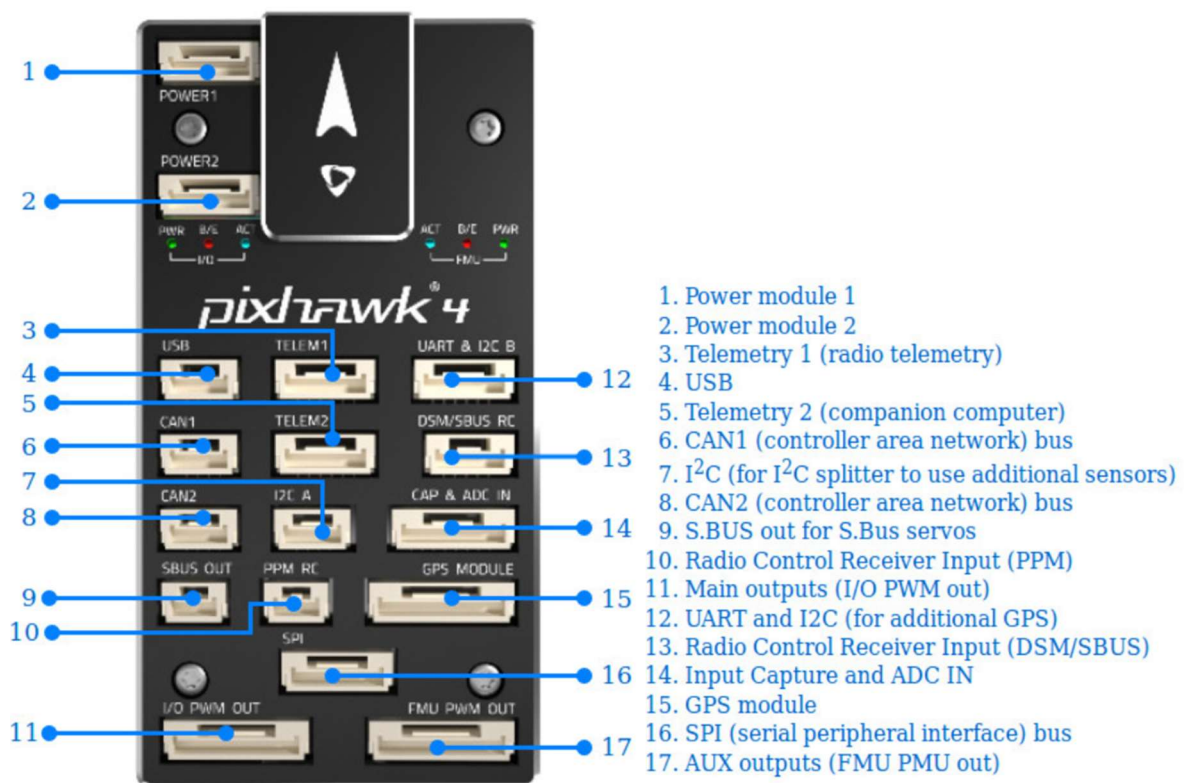 1
POWER1
POWER2
2
PWR B/E ACT
I/O
ACT B/E PWR
FMU
pixhawk® 4
3
USB
TELEM1
UART & I2C B
4
12
5
CAN1
TELEM2
DSM/SBUS RC
6
13
7
CAN2
I2C A
CAP & ADC IN
8
14
SBUS OUT
PPM RC
GPS MODULE
9
15
10
SPI
16
I/O PWM OUT
FMU PWM OUT
11
17
1. Power module 1
2. Power module 2
3. Telemetry 1 (radio telemetry)
4. USB
5. Telemetry 2 (companion computer)
6. CAN1 (controller area network) bus
7. I²C (for I²C splitter to use additional sensors)
8. CAN2 (controller area network) bus
9. S.BUS out for S.Bus servos
10. Radio Control Receiver Input (PPM)
11. Main outputs (I/O PWM out)
12. UART and I2C (for additional GPS)
13. Radio Control Receiver Input (DSM/SBUS)
14. Input Capture and ADC IN
15. GPS module
16. SPI (serial peripheral interface) bus
17. AUX outputs (FMU PMU out)